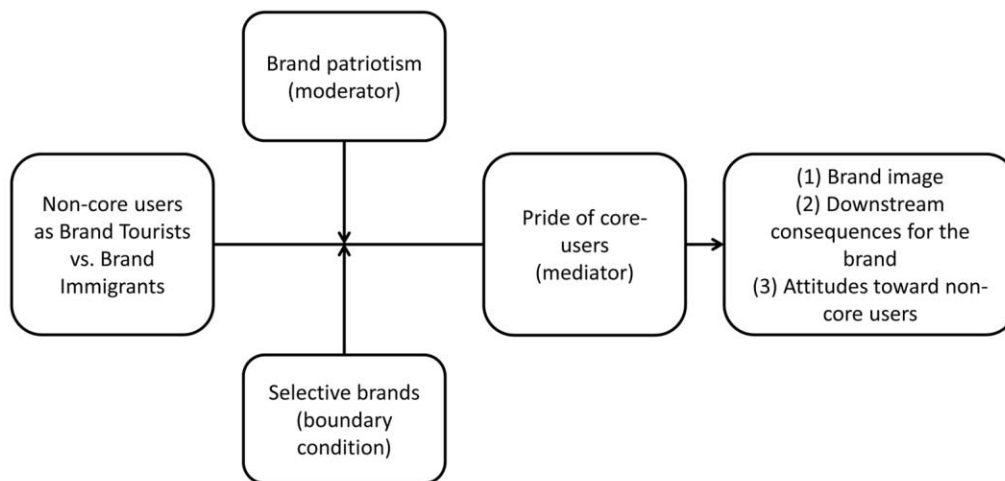 Brand patriotism
(moderator)
Non-core users
as Brand Tourists
vs. Brand
Immigrants
Pride of core-
users
(mediator)
(1) Brand image
(2) Downstream
consequences for the
brand
(3) Attitudes toward non-
core users
Selective brands
(boundary
condition)